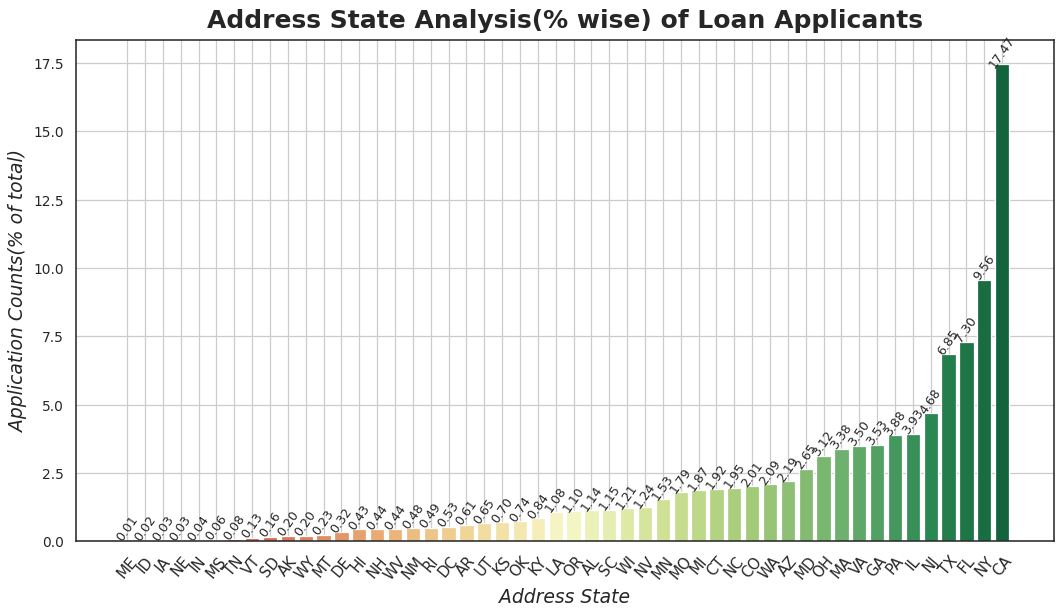 Address State Analysis(% wise) of Loan Applicants
Application Counts(% of total)
17.5
15.0
12.5
10.0
7.5
5.0
2.5
0.0
0.01
0.02
0.03
0.03
0.04
0.06
0.08
0.13
0.16
0.20
0.20
0.23
0.32
0.43
0.44
0.44
0.48
0.49
0.53
0.61
0.65
0.70
0.74
0.84
1.08
1.10
1.14
1.15
1.21
1.24
1.53
1.79
1.87
1.92
1.95
2.01
2.09
2.19
2.65
3.12
3.38
3.50
3.53
3.88
3.93
4.68
6.85
7.30
9.56
17.47
ME
ID
IA
NE
IN
MS
TN
VT
SD
AK
WY
MT
DE
HI
NH
WV
NM
RI
DC
AR
UT
KS
OK
KY
LA
OR
AL
SC
WI
NV
MN
MO
MI
CT
NC
CO
WA
AZ
MD
OH
MA
VA
GA
PA
IL
NJ
TX
FL
NY
CA
Address State